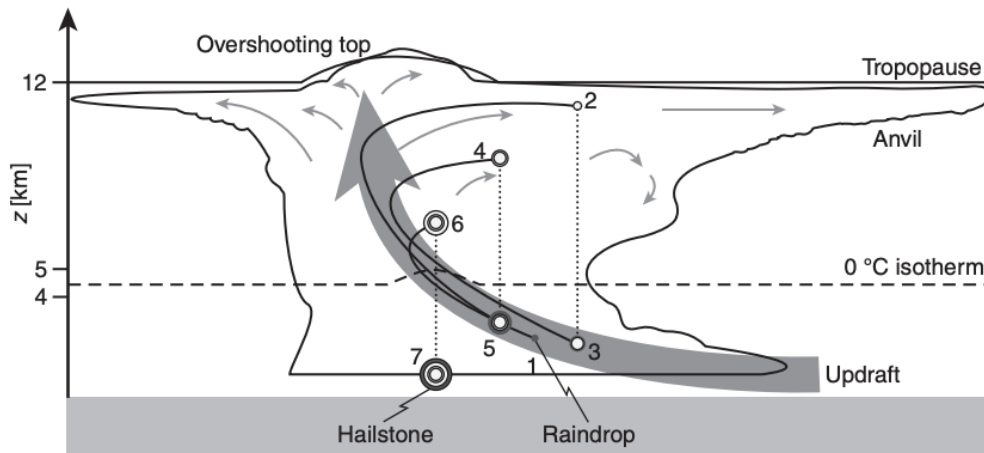 Overshooting top
12
Tropopause
2
Anvil
4
z [km]
6
5
0 °C isotherm
4
7
5
1
3
Updraft
Hailstone
Raindrop